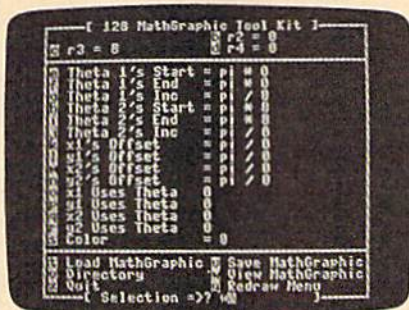 [ 128 MathGraphic Tool Kit ]
r2 = 0
r3 = 8 r4 = 0
Theta 1's Start = pi * 0
Theta 1's End = pi * 0
Theta 1's Inc = pi / 0
Theta 2's Start = pi * 0
Theta 2's End = pi * 0
Theta 2's Inc = pi / 0
x1's Offset = pi / 0
y1's Offset = pi / 0
x2's Offset = pi / 0
y2's Offset = pi / 0
x1 Uses Theta 0
y1 Uses Theta 0
x2 Uses Theta 0
y2 Uses Theta 0
Color = 0
Load MathGraphic Save MathGraphic
Directory View MathGraphic
Quit Redraw Menu
[ Selection =>? w ]